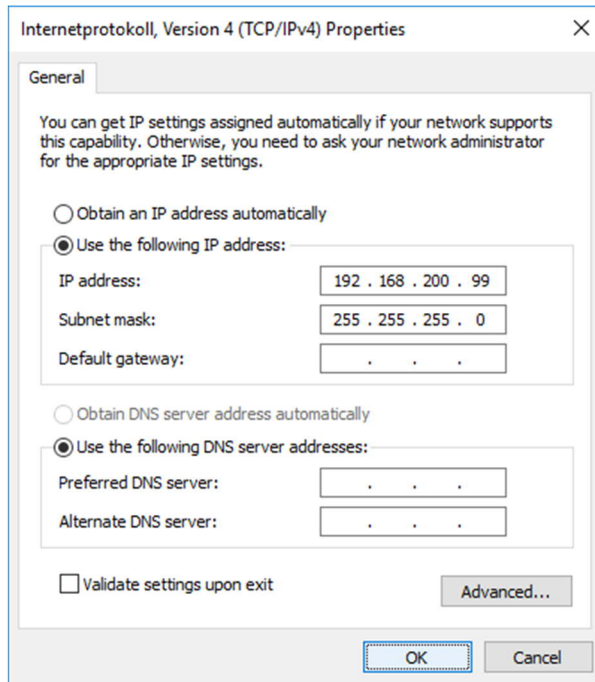 Internetprotokoll, Version 4 (TCP/IPv4) Properties
General
You can get IP settings assigned automatically if your network supports
this capability. Otherwise, you need to ask your network administrator
for the appropriate IP settings.
Obtain an IP address automatically
Use the following IP address:
IP address: 192 . 168 . 200 . 99
Subnet mask: 255 . 255 . 255 . 0
Default gateway: . . .
Obtain DNS server address automatically
Use the following DNS server addresses:
Preferred DNS server: . . .
Alternate DNS server: . . .
Validate settings upon exit
Advanced...
OK Cancel